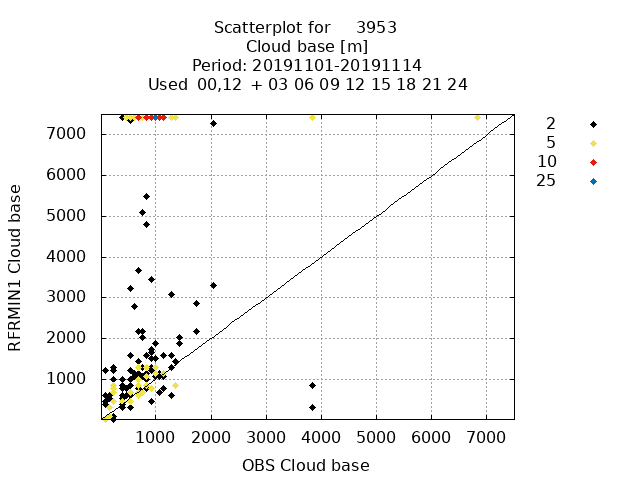 Scatterplot for 3953
Cloud base [m]
Period: 20191101-20191114
Used 00,12 + 03 06 09 12 15 18 21 24
2
5
10
25
RFRMIN1 Cloud base
7000
6000
5000
4000
3000
2000
1000
1000 2000 3000 4000 5000 6000 7000
OBS Cloud base